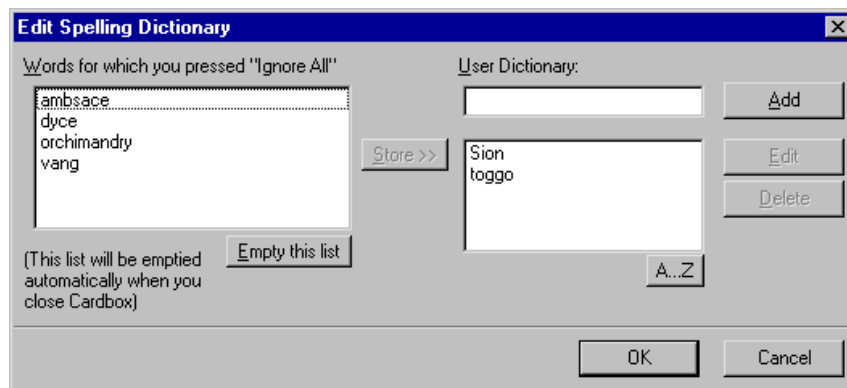 Edit Spelling Dictionary
Words for which you pressed "Ignore All"
ambsace
dyce
orchimandry
vang
Empty this list
(This list will be emptied
automatically when you
close Cardbox)
Store >>
User Dictionary:
Sion
toggo
A...Z
Add
Edit
Delete
OK
Cancel